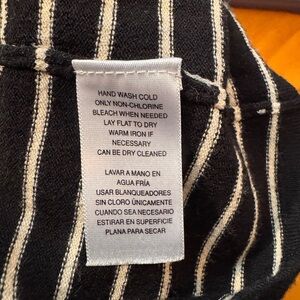 HAND WASH COLD
ONLY NON-CHLORINE
BLEACH WHEN NEEDED
LAY FLAT TO DRY
WARM IRON IF
NECESSARY
CAN BE DRY CLEANED
LAVAR A MANO EN
AGUA FRÍA
USAR BLANQUEADORES
SIN CLORO ÚNICAMENTE
CUANDO SEA NECESARIO
ESTIRAR EN SUPERFICIE
PLANA PARA SECAR